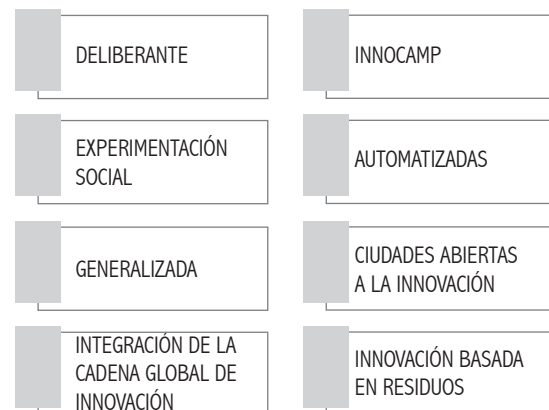 DELIBERANTE
INNOCAMP
EXPERIMENTACIÓN
SOCIAL
AUTOMATIZADAS
GENERALIZADA
CIUDADES ABIERTAS
A LA INNOVACIÓN
INTEGRACIÓN DE LA
CADENA GLOBAL DE
INNOVACIÓN
INNOVACIÓN BASADA
EN RESIDUOS